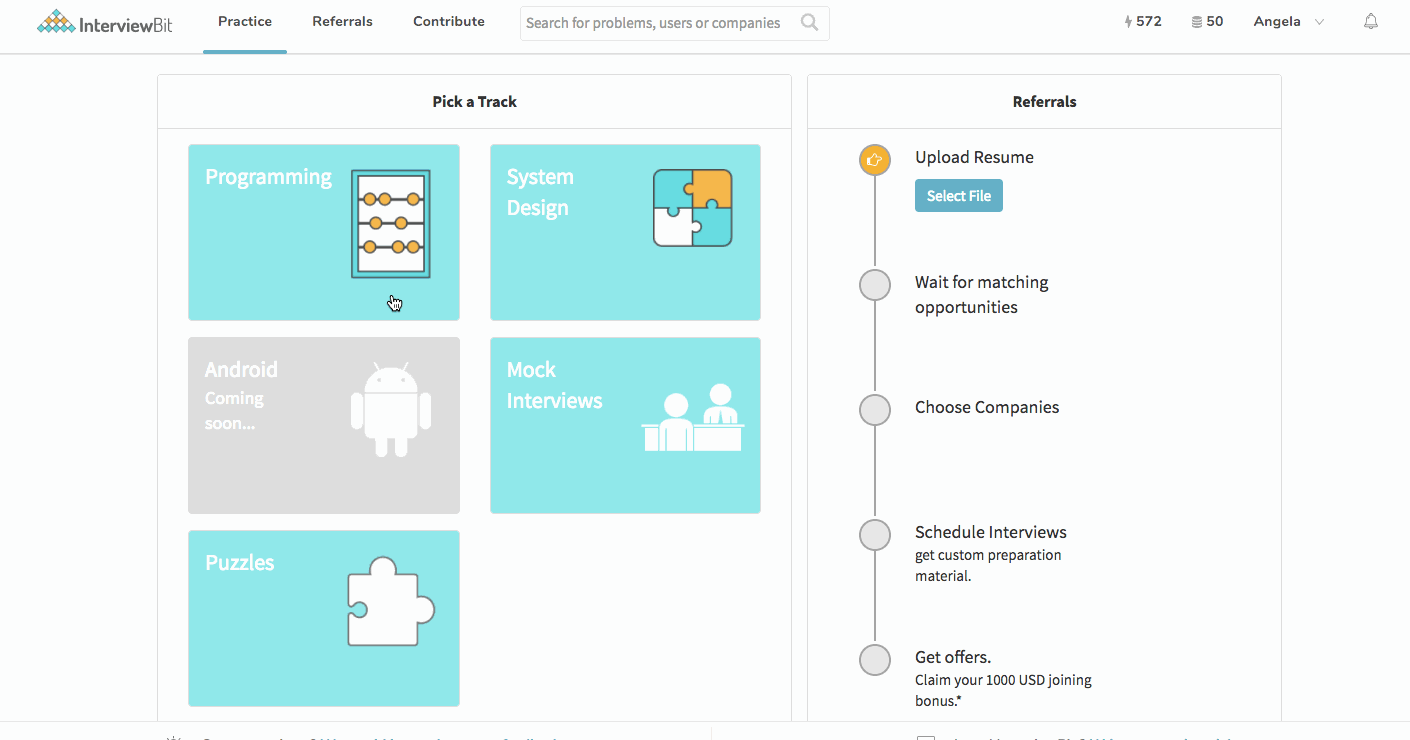 InterviewBit
Practice
Referrals
Contribute
Search for problems, users or companies
572
50
Angela
Pick a Track
Programming
System
Design
Android
Coming
soon...
Mock
Interviews
Puzzles
Referrals
Upload Resume
Select File
Wait for matching
opportunities
Choose Companies
Schedule Interviews
get custom preparation
material.
Get offers.
Claim your 1000 USD joining
bonus.*